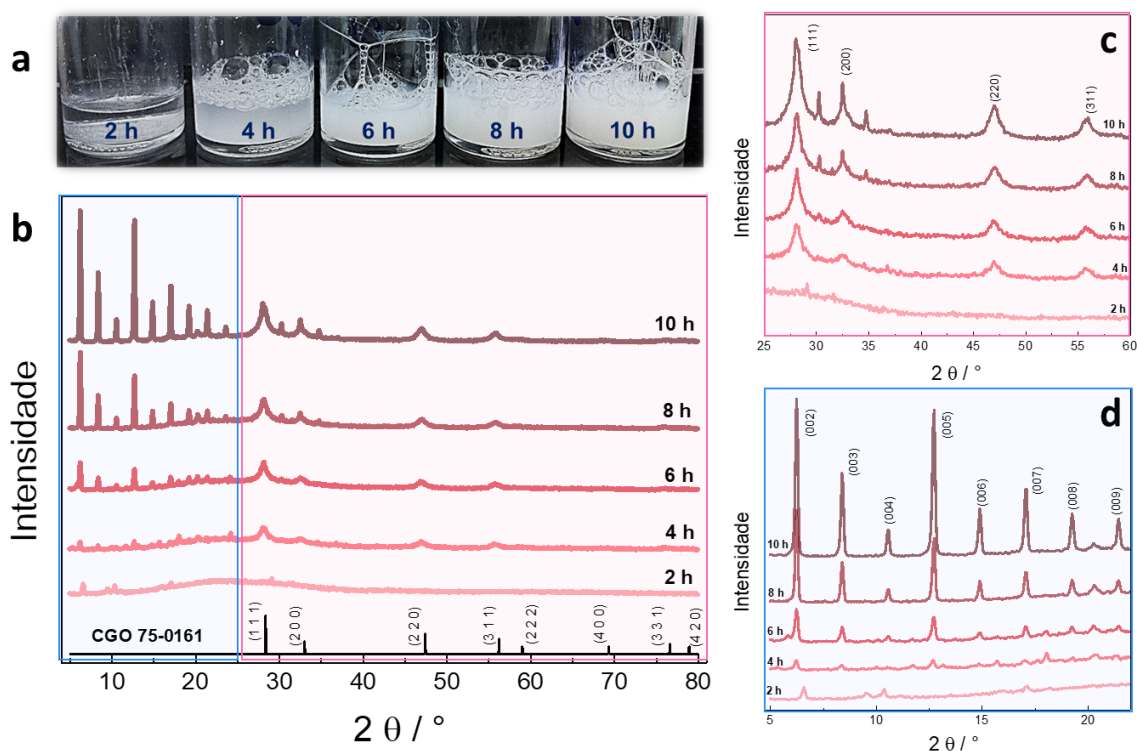 a
2 h
4 h
6 h
8 h
10 h
b
Intensidade
10 h
8 h
6 h
4 h
2 h
CGO 75-0161
(1 1 1)
(2 0 0)
(2 2 0)
(3 1 1)
(2 2 2)
(4 0 0)
(3 3 1)
(4 2 0)
10 20 30 40 50 60 70 80
2 θ / °
c
Intensidade
(111)
(200)
(220)
(311)
10 h
8 h
6 h
4 h
2 h
25 30 35 40 45 50 55 60
2 θ / °
d
Intensidade
(002)
(003)
(004)
(005)
(006)
(007)
(008)
(009)
10 h
8 h
6 h
4 h
2 h
5 10 15 20
2 θ / °